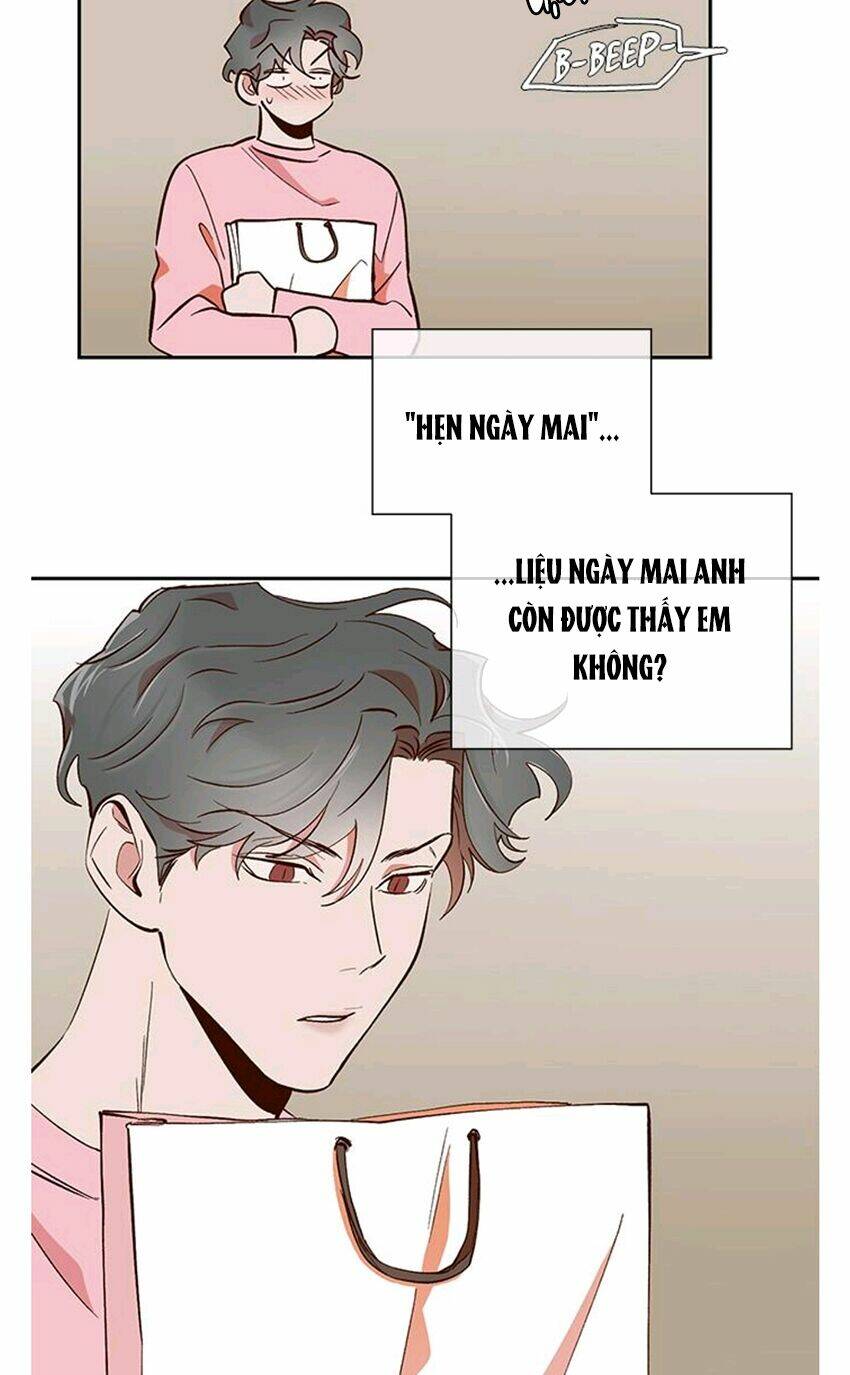 B-BEEP-
"HẸN NGÀY MAI"...
...LIỆU NGÀY MAI ANH
CÒN ĐƯỢC THẤY EM
KHÔNG?